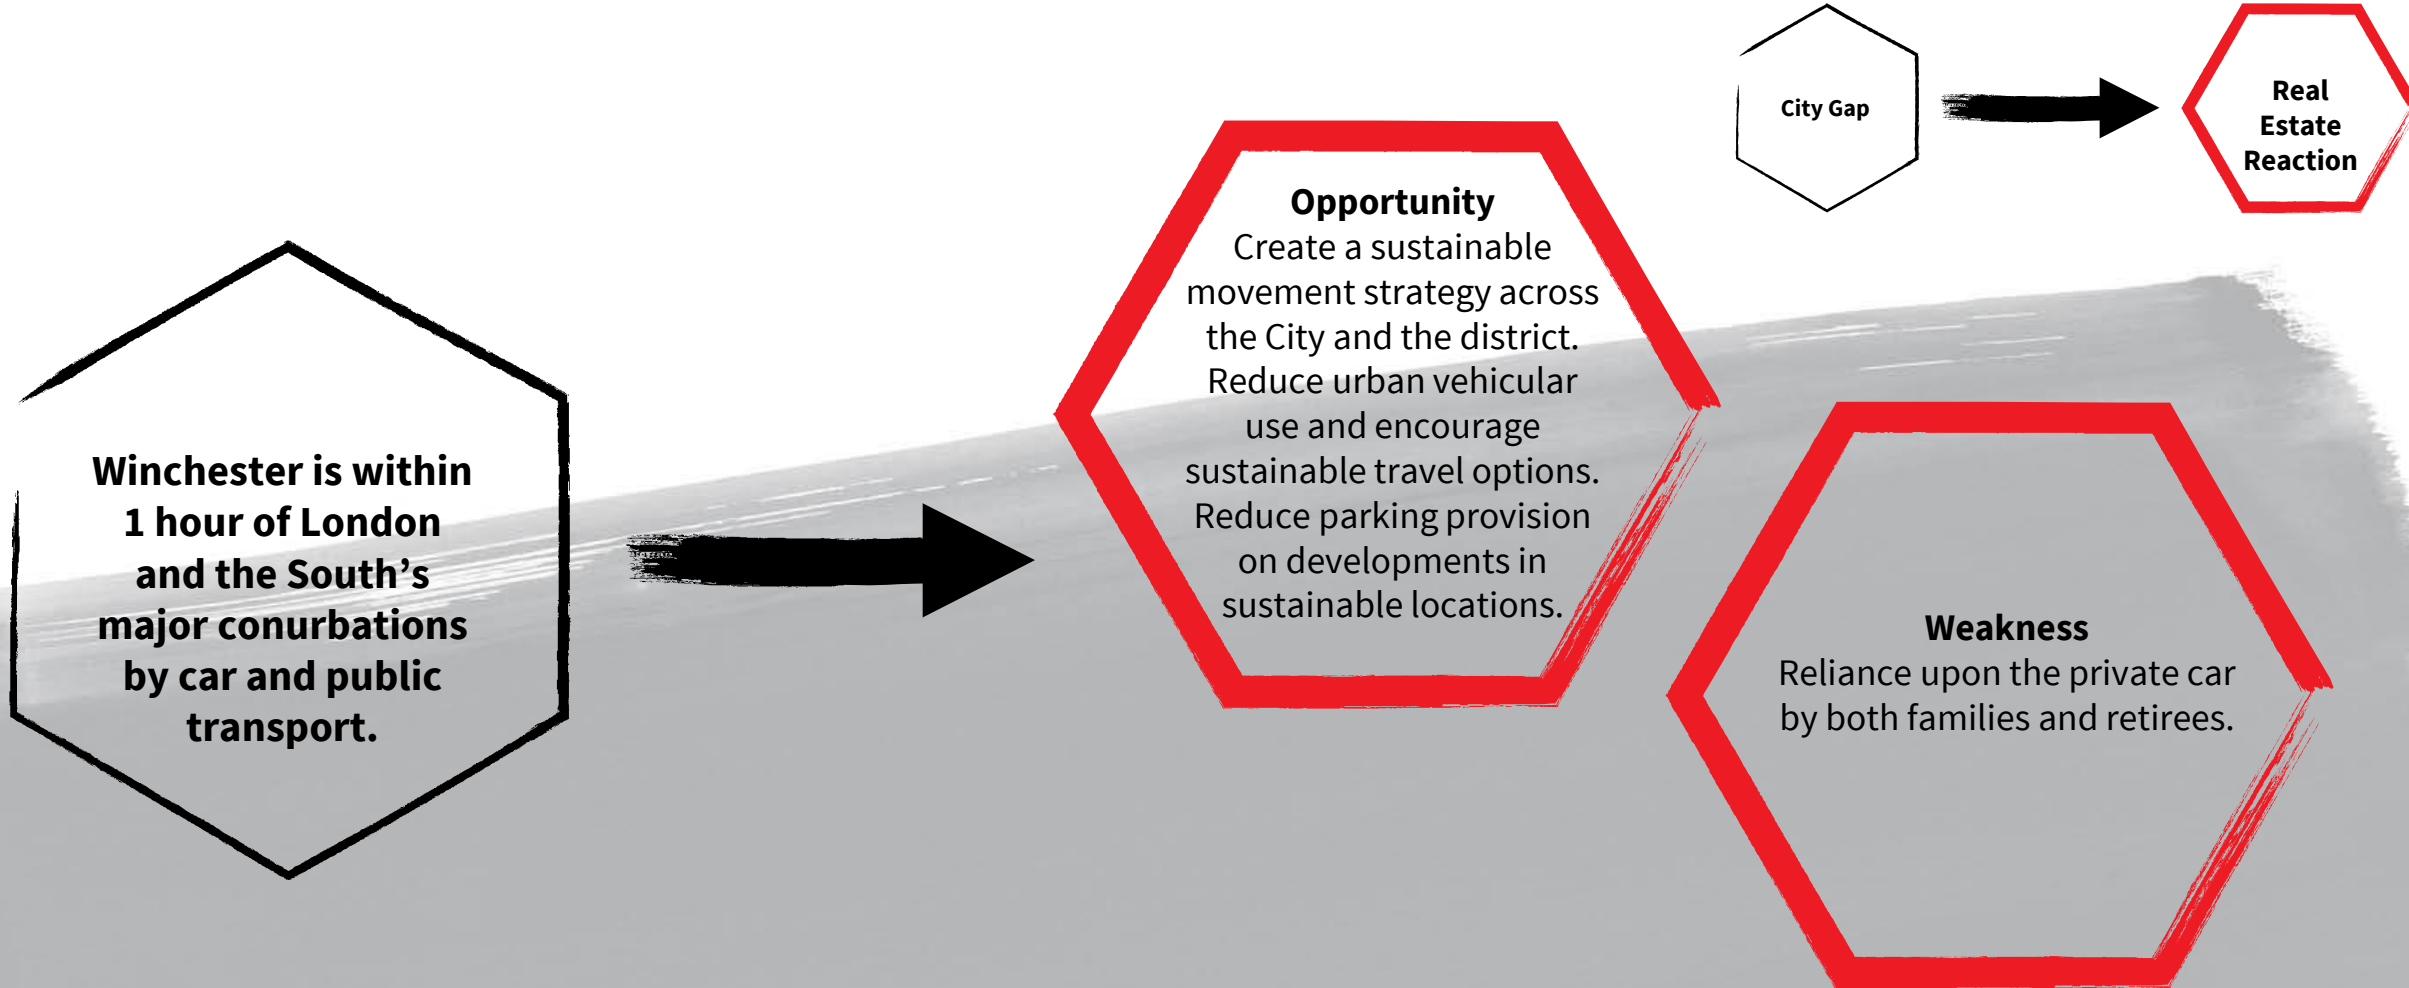 City Gap
Real
Estate
Reaction
Winchester is within
1 hour of London
and the South’s
major conurbations
by car and public
transport.
Opportunity
Create a sustainable
movement strategy across
the City and the district.
Reduce urban vehicular
use and encourage
sustainable travel options.
Reduce parking provision
on developments in
sustainable locations.
Weakness
Reliance upon the private car
by both families and retirees.